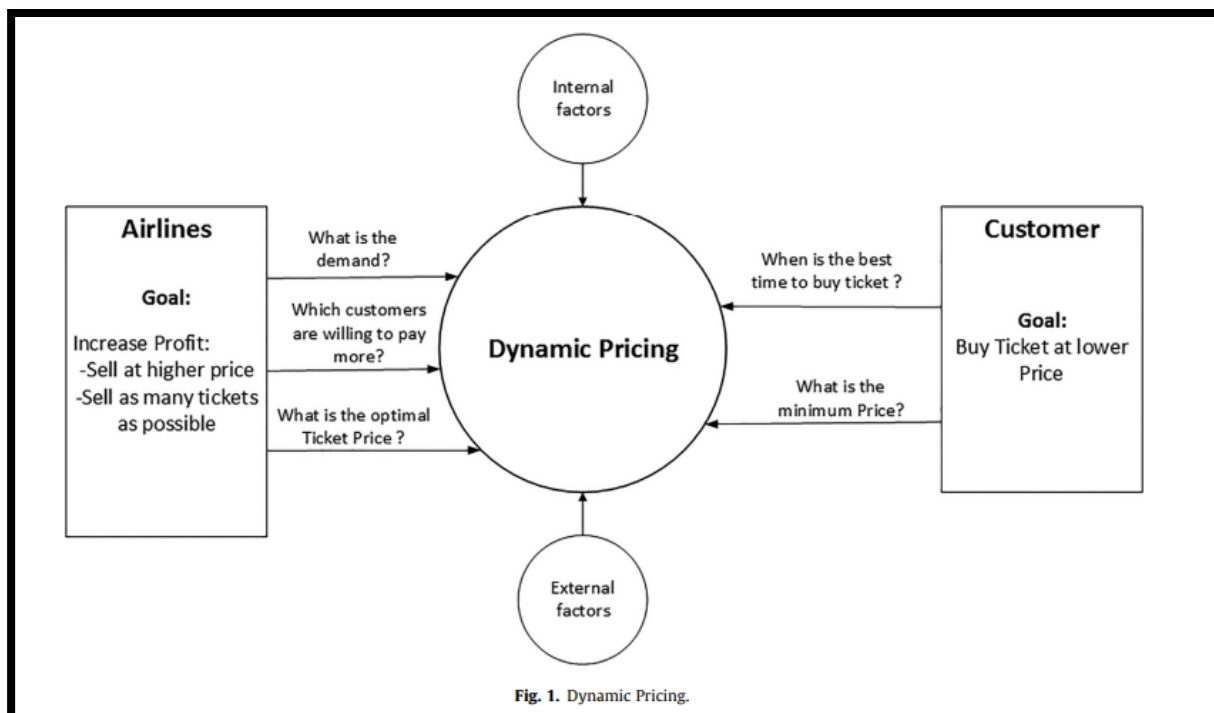 Internal
factors
Airlines
Goal:
Increase Profit:
-Sell at higher price
-Sell as many tickets
as possible
What is the
demand?
Which customers
are willing to pay
more?
What is the optimal
Ticket Price ?
Dynamic Pricing
When is the best
time to buy ticket ?
What is the
minimum Price?
Customer
Goal:
Buy Ticket at lower
Price
External
factors
Fig. 1. Dynamic Pricing.